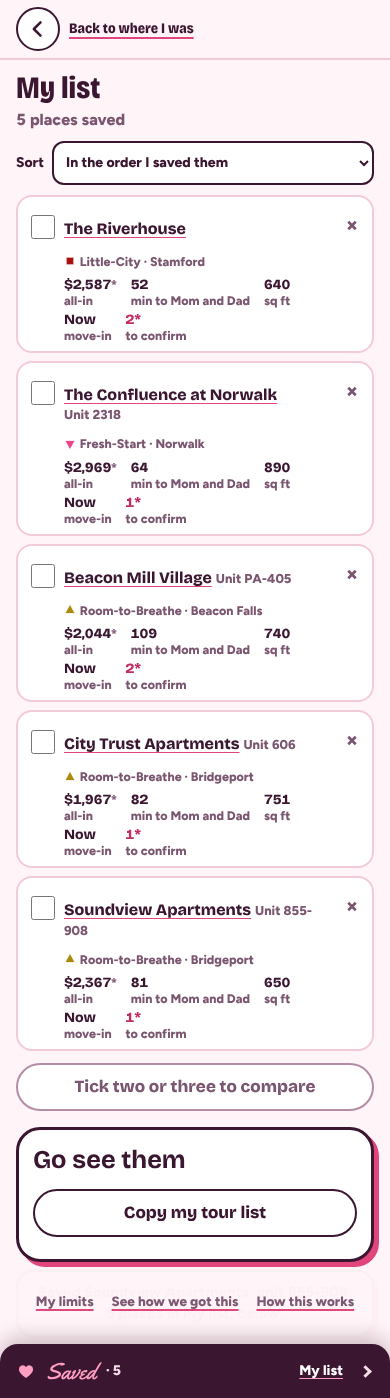 Back to where I was
My list
5 places saved
Sort In the order I saved them
The Riverhouse ×
Little-City · Stamford
$2,587* 52 640
all-in min to Mom and Dad sq ft
Now 2*
move-in to confirm
The Confluence at Norwalk ×
Unit 2318
Fresh-Start · Norwalk
$2,969* 64 890
all-in min to Mom and Dad sq ft
Now 1*
move-in to confirm
Beacon Mill Village Unit PA-405 ×
Room-to-Breathe · Beacon Falls
$2,044* 109 740
all-in min to Mom and Dad sq ft
Now 2*
move-in to confirm
City Trust Apartments Unit 606 ×
Room-to-Breathe · Bridgeport
$1,967* 82 751
all-in min to Mom and Dad sq ft
Now 1*
move-in to confirm
Soundview Apartments Unit 855- ×
908
Room-to-Breathe · Bridgeport
$2,367* 81 650
all-in min to Mom and Dad sq ft
Now 1*
move-in to confirm
Tick two or three to compare
Go see them
Copy my tour list
My limits See how we got this How this works
Saved · 5 My list